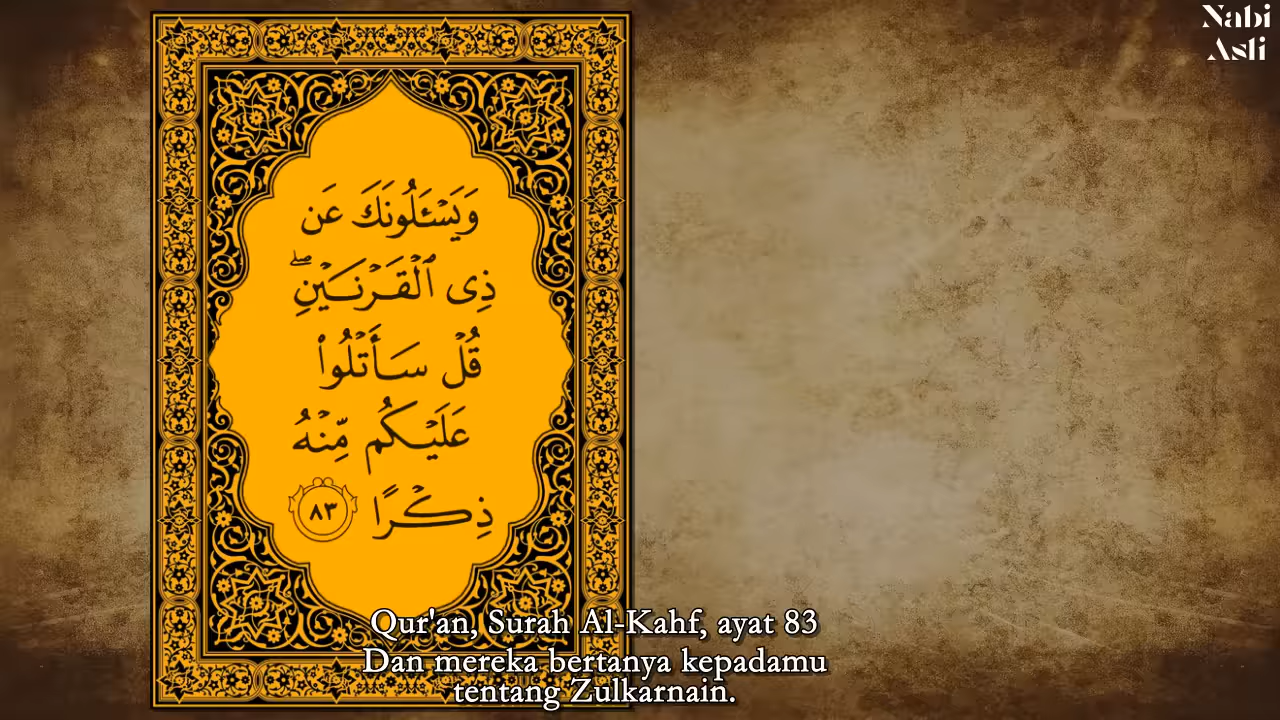 Nabi
Asli
وَيَسْـَٔلُونَكَ عَن
ذِى ٱلْقَرْنَيْنِ ۖ
قُلْ سَأَتْلُوا۟
عَلَيْكُم مِّنْهُ
ذِكْرًا ٨٣
Qur'an, Surah Al-Kahf, ayat 83
Dan mereka bertanya kepadamu
tentang Zulkarnain.